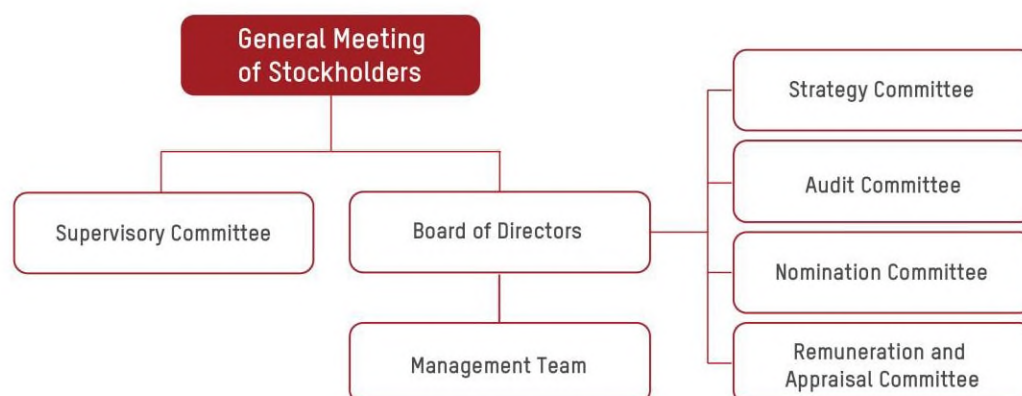 General Meeting
of Stockholders
Strategy Committee
Audit Committee
Supervisory Committee
Board of Directors
Nomination Committee
Management Team
Remuneration and
Appraisal Committee